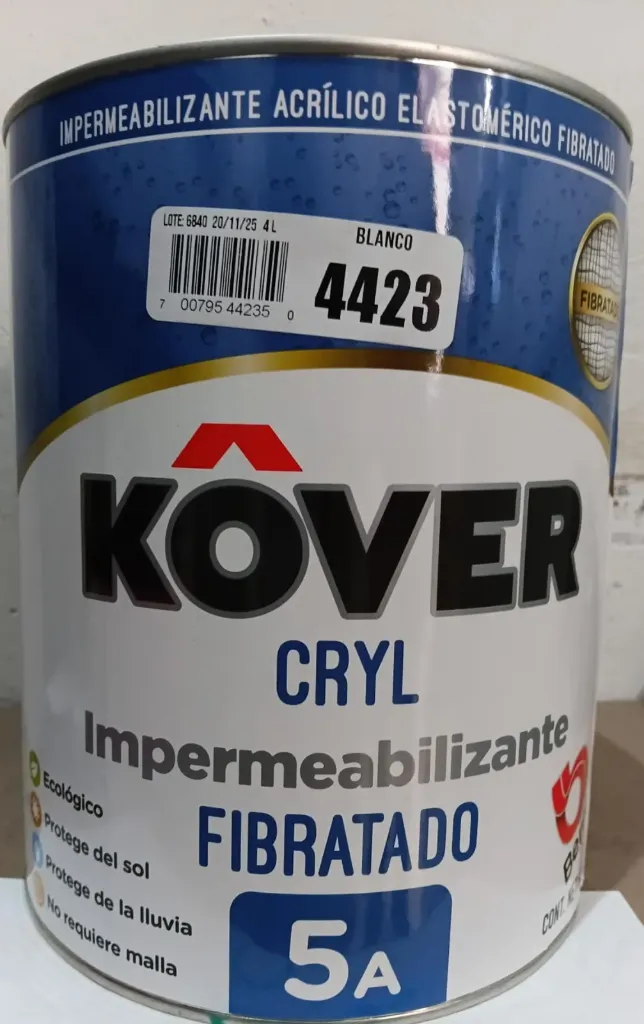 IMPERMEABILIZANTE ACRÍLICO ELASTOMÉRICO FIBRATADO
LOTE: 6840 20/11/25 4 L
BLANCO
4423
7 00795 44235 0
FIBRATADO
KÔVER
CRYL
Impermeabilizante
FIBRATADO
5A
Ecológico
Protege del sol
Protege de la lluvia
No requiere malla
CONT.